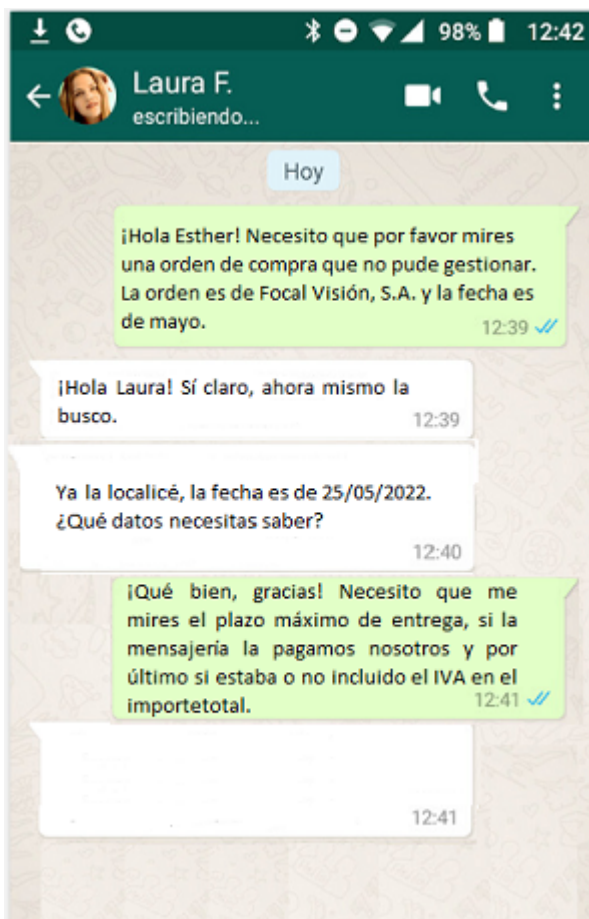 98% 12:42
Laura F.
escribiendo...
Hoy
¡Hola Esther! Necesito que por favor mires
una orden de compra que no pude gestionar.
La orden es de Focal Visión, S.A. y la fecha es
de mayo.
12:39
¡Hola Laura! Sí claro, ahora mismo la
busco.
12:39
Ya la localicé, la fecha es de 25/05/2022.
¿Qué datos necesitas saber?
12:40
¡Qué bien, gracias! Necesito que me
mires el plazo máximo de entrega, si la
mensajería la pagamos nosotros y por
último si estaba o no incluido el IVA en el
importetotal.
12:41
12:41